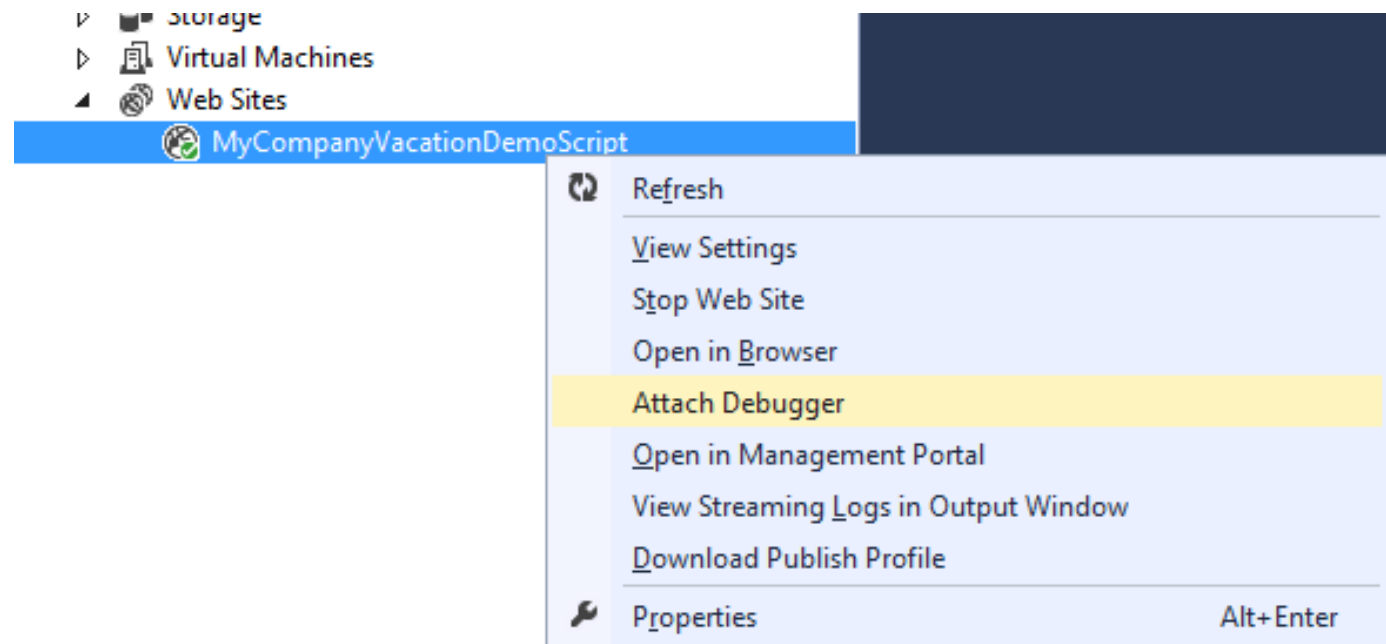 Storage
Virtual Machines
Web Sites
MyCompanyVacationDemoScript
Refresh
View Settings
Stop Web Site
Open in Browser
Attach Debugger
Open in Management Portal
View Streaming Logs in Output Window
Download Publish Profile
Properties Alt+Enter